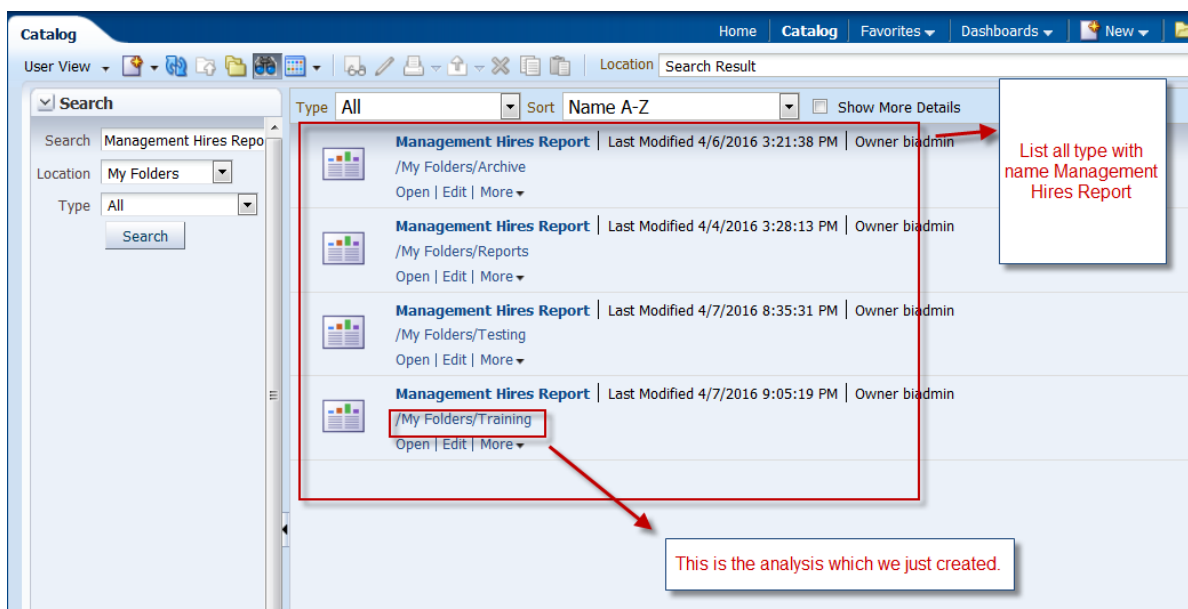 Catalog
Home Catalog Favorites Dashboards New
User View Location Search Result
Search
Type All Sort Name A-Z Show More Details
Search Management Hires Repo
Location My Folders
Type All
Search
Management Hires Report Last Modified 4/6/2016 3:21:38 PM Owner biadmin
/My Folders/Archive
Open | Edit | More
Management Hires Report Last Modified 4/4/2016 3:28:13 PM Owner biadmin
/My Folders/Reports
Open | Edit | More
Management Hires Report Last Modified 4/7/2016 8:35:31 PM Owner biadmin
/My Folders/Testing
Open | Edit | More
Management Hires Report Last Modified 4/7/2016 9:05:19 PM Owner biadmin
/My Folders/Training
Open | Edit | More
List all type with
name Management
Hires Report
This is the analysis which we just created.